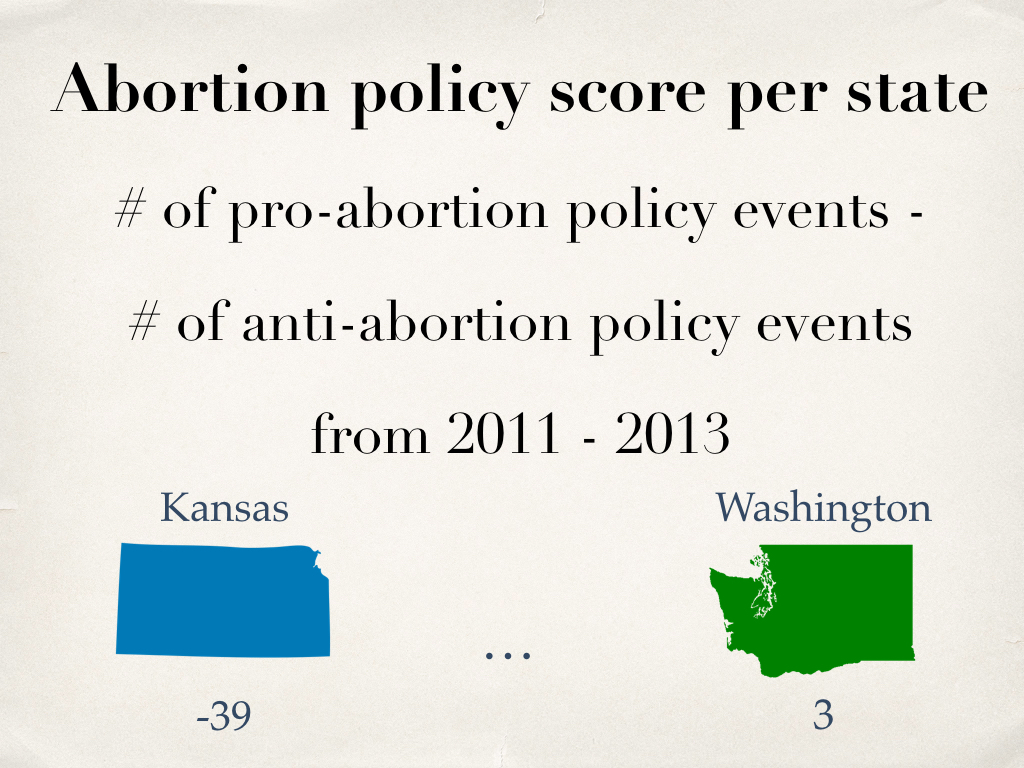 Abortion policy score per state
# of pro-abortion policy events -
# of anti-abortion policy events
from 2011 - 2013
Kansas
Washington
...
-39
3